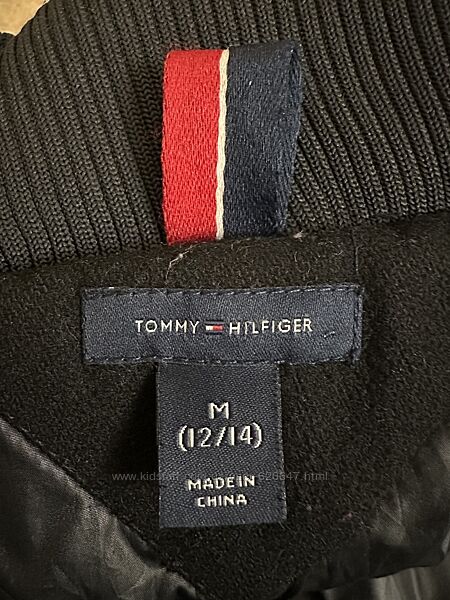 TOMMY HILFIGER
M
(12/14)
MADE IN
CHINA